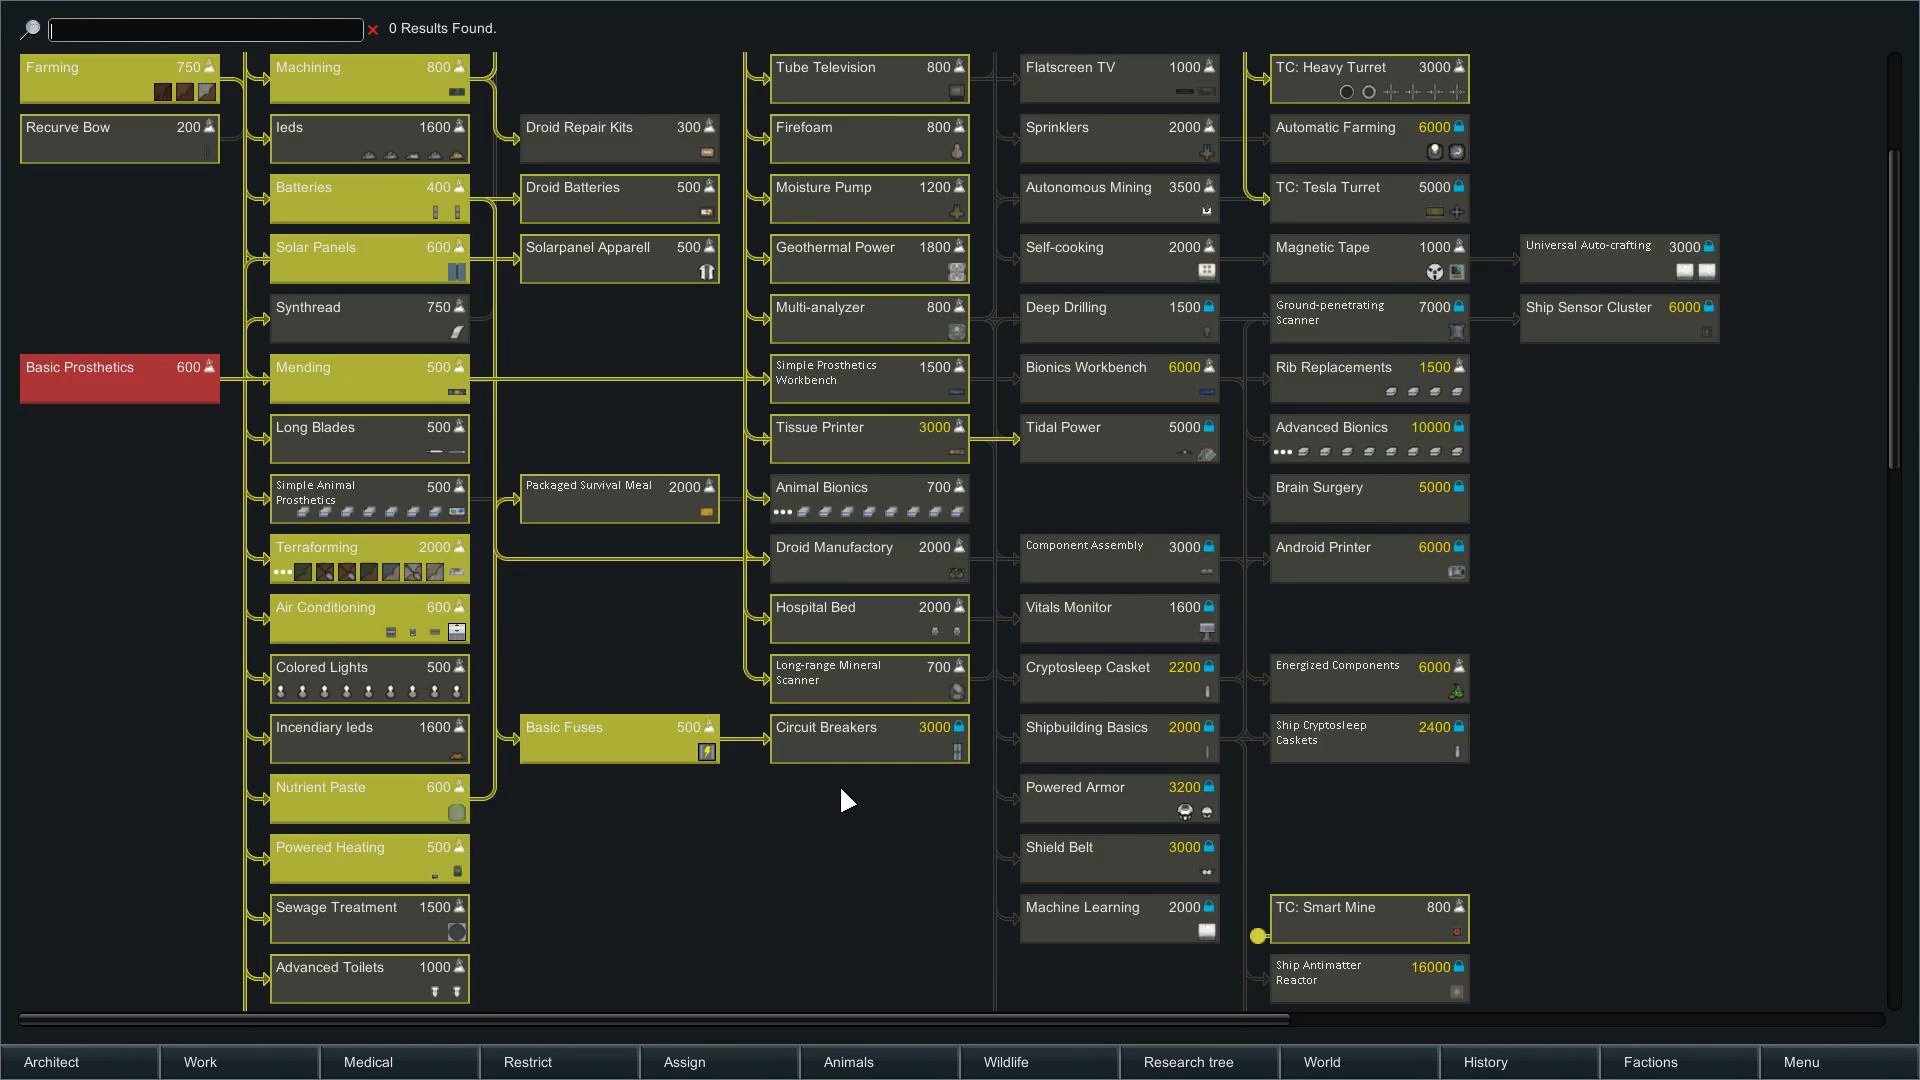 0 Results Found.
Farming 750
Machining 800
Tube Television 800
Flatscreen TV 1000
TC: Heavy Turret 3000
Recurve Bow 200
Ieds 1600
Droid Repair Kits 300
Firefoam 800
Sprinklers 2000
Automatic Farming 6000
Batteries 400
Droid Batteries 500
Moisture Pump 1200
Autonomous Mining 3500
TC: Tesla Turret 5000
Solar Panels 600
Solarpanel Apparell 500
Geothermal Power 1800
Self-cooking 2000
Magnetic Tape 1000
Universal Auto-crafting 3000
Synthread 750
Multi-analyzer 800
Deep Drilling 1500
Ground-penetrating
Scanner 7000
Ship Sensor Cluster 6000
Basic Prosthetics 600
Mending 500
Simple Prosthetics
Workbench 1500
Bionics Workbench 6000
Rib Replacements 1500
Long Blades 500
Tissue Printer 3000
Tidal Power 5000
Advanced Bionics 10000
Simple Animal
Prosthetics 500
Packaged Survival Meal 2000
Animal Bionics 700
Brain Surgery 5000
Terraforming 2000
Droid Manufactory 2000
Component Assembly 3000
Android Printer 6000
Air Conditioning 600
Hospital Bed 2000
Vitals Monitor 1600
Colored Lights 500
Long-range Mineral
Scanner 700
Cryptosleep Casket 2200
Energized Components 6000
Incendiary Ieds 1600
Basic Fuses 500
Circuit Breakers 3000
Shipbuilding Basics 2000
Ship Cryptosleep
Caskets 2400
Nutrient Paste 600
Powered Armor 3200
Powered Heating 500
Shield Belt 3000
Sewage Treatment 1500
Machine Learning 2000
TC: Smart Mine 800
Advanced Toilets 1000
Ship Antimatter
Reactor 16000
Architect
Work
Medical
Restrict
Assign
Animals
Wildlife
Research tree
World
History
Factions
Menu